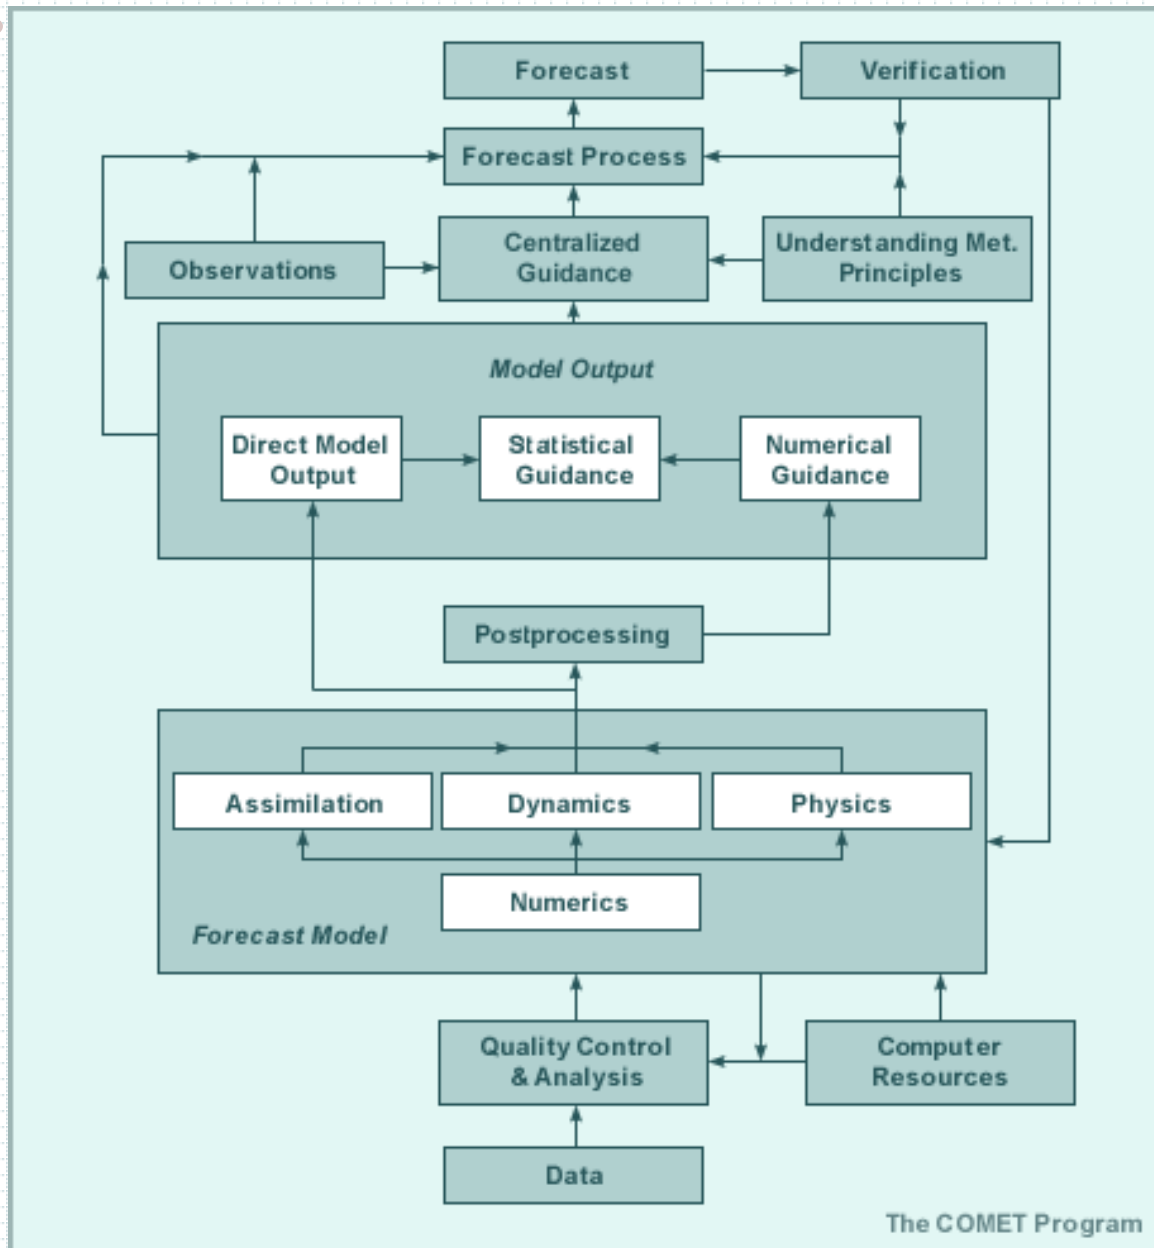 Forecast
Verification
Forecast Process
Observations
Centralized
Guidance
Understanding Met.
Principles
Model Output
Direct Model
Output
Statistical
Guidance
Numerical
Guidance
Postprocessing
Assimilation
Dynamics
Physics
Numerics
Forecast Model
Quality Control
& Analysis
Computer
Resources
Data
The COMET Program